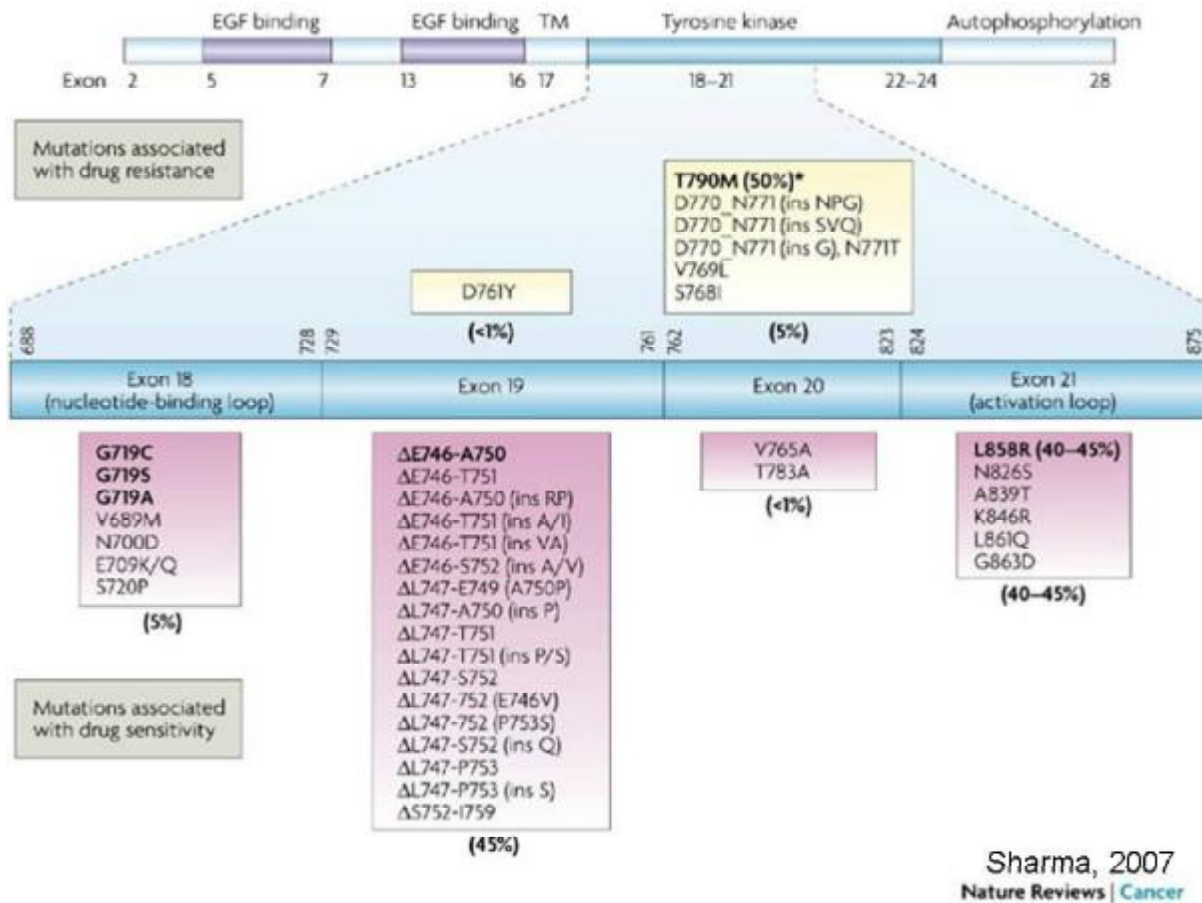 EGF binding EGF binding TM Tyrosine kinase Autophosphorylation
Exon 2 5 7 13 16 17 18–21 22–24 28
Mutations associated
with drug resistance
T790M (50%)*
D770_N771 (ins NPG)
D770_N771 (ins SVQ)
D770_N771 (ins G), N771T
V769L
S768I
(5%)
D761Y
(<1%)
688 728 729 761 762 823 824 875
Exon 18
(nucleotide-binding loop)
Exon 19
Exon 20
Exon 21
(activation loop)
G719C
G719S
G719A
V689M
N700D
E709K/Q
S720P
(5%)
ΔE746-A750
ΔE746-T751
ΔE746-A750 (ins RP)
ΔE746-T751 (ins A/I)
ΔE746-T751 (ins VA)
ΔE746-S752 (ins A/V)
ΔL747-E749 (A750P)
ΔL747-A750 (ins P)
ΔL747-T751
ΔL747-T751 (ins P/S)
ΔL747-S752
ΔL747-752 (E746V)
ΔL747-752 (P753S)
ΔL747-S752 (ins Q)
ΔL747-P753
ΔL747-P753 (ins S)
ΔS752-I759
(45%)
V765A
T783A
(<1%)
L858R (40–45%)
N826S
A839T
K846R
L861Q
G863D
(40–45%)
Mutations associated
with drug sensitivity
Sharma, 2007
Nature Reviews | Cancer